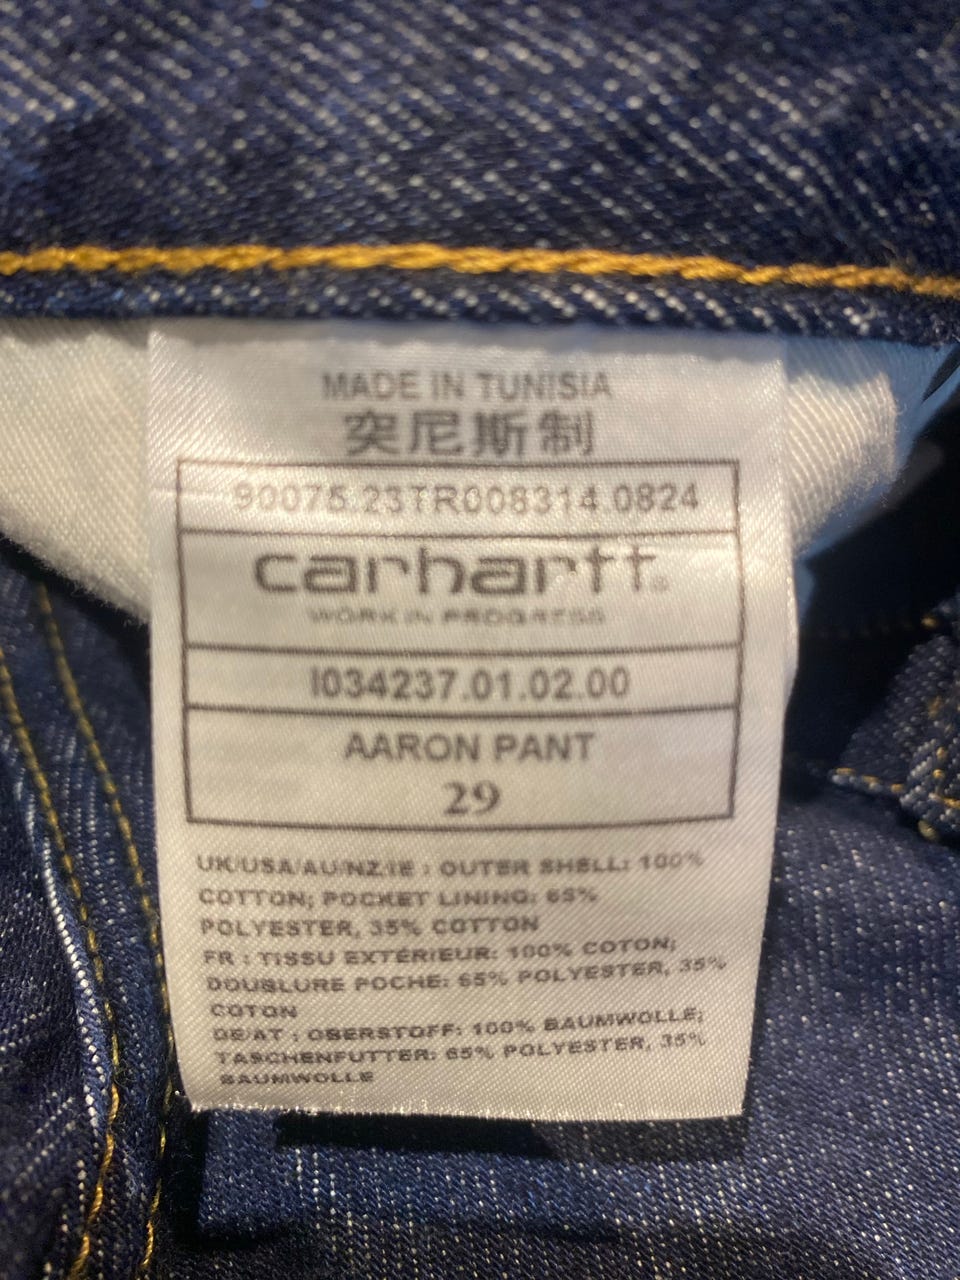 MADE IN TUNISIA
突尼斯制
90075.23TR008314.0824
carhartt®
WORK IN PROGRESS
I034237.01.02.00
AARON PANT
29
UK/USA/AU/NZ/IE : OUTER SHELL: 100%
COTTON; POCKET LINING: 65%
POLYESTER, 35% COTTON
FR : TISSU EXTÉRIEUR: 100% COTON;
DOUBLURE POCHE: 65% POLYESTER, 35%
COTON
DE/AT : OBERSTOFF: 100% BAUMWOLLE;
TASCHENFUTTER: 65% POLYESTER, 35%
BAUMWOLLE